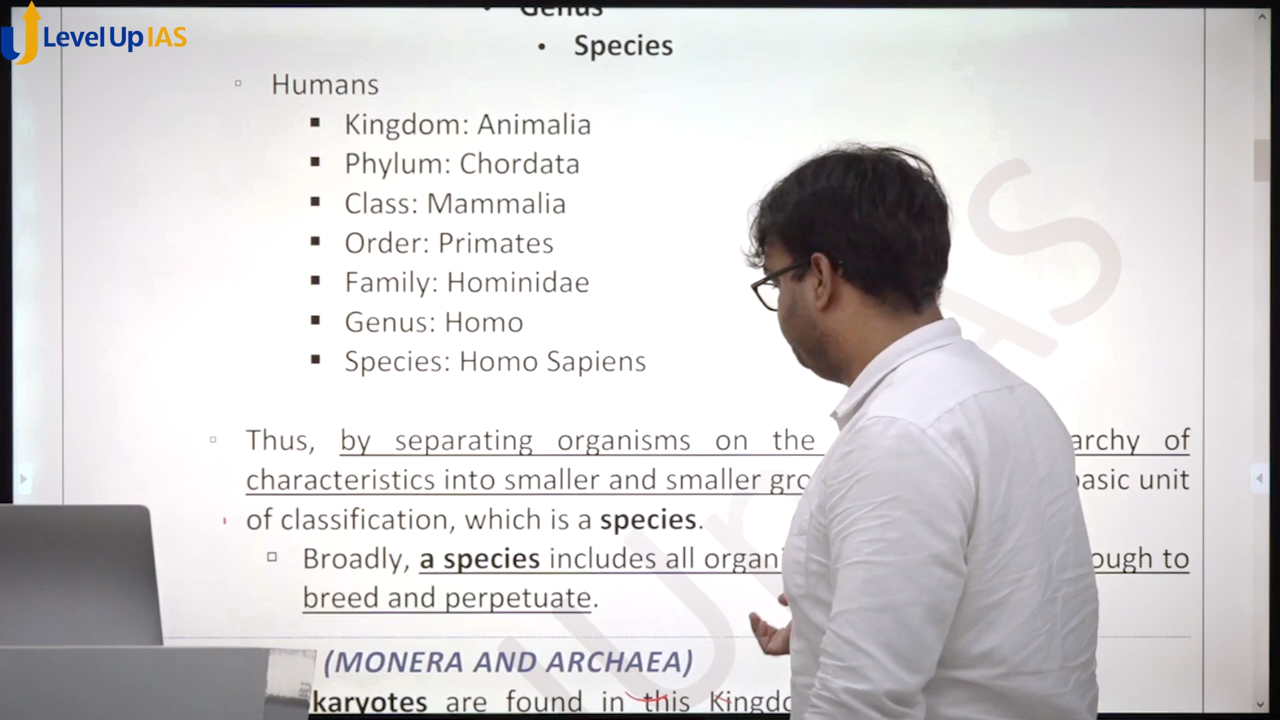 Level Up IAS
Genus
• Species
Humans
Kingdom: Animalia
Phylum: Chordata
Class: Mammalia
Order: Primates
Family: Hominidae
Genus: Homo
Species: Homo Sapiens
Thus, by separating organisms on the archy of
characteristics into smaller and smaller gro basic unit
of classification, which is a species.
Broadly, a species includes all organi ough to
breed and perpetuate.
(MONERA AND ARCHAEA)
karyotes are found in this Kingdo